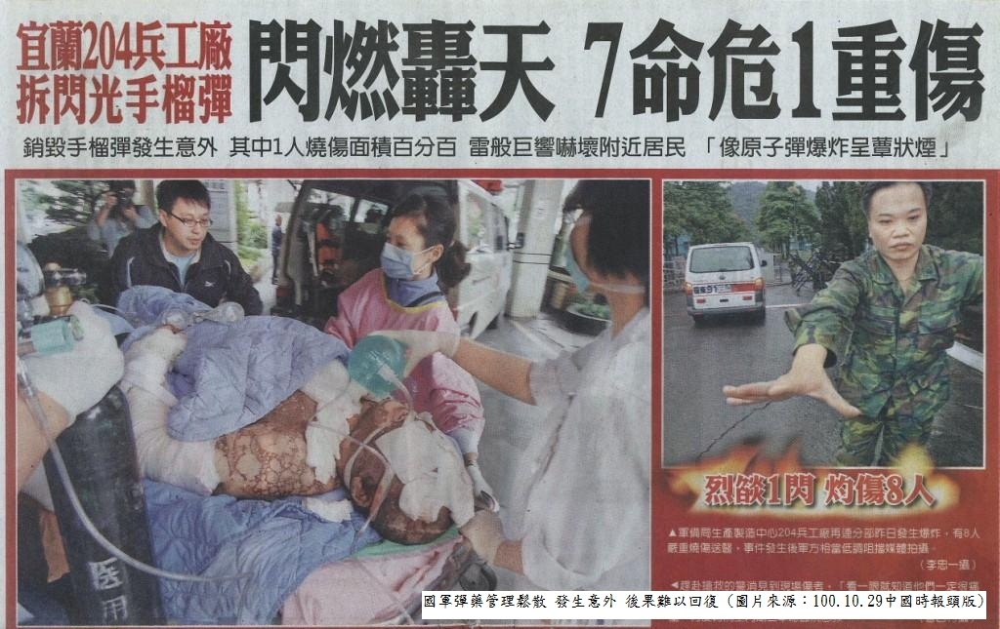 宜蘭204兵工廠
拆閃光手榴彈
閃燃轟天 7命危1重傷
銷毀手榴彈發生意外 其中1人燒傷面積百分百 雷般巨響嚇壞附近居民 「像原子彈爆炸呈蕈狀煙」
烈燄1閃 灼傷8人
▲軍備局生產製造中心204兵工廠再連分部昨日發生爆炸，有8人
嚴重燒傷送醫，事件發生後軍方相當低調阻擋媒體拍攝。
（李忠一攝）
◀趕赴搶救的警消見到現場傷者，「看一眼就知道他們一定很痛
醫用
國軍彈藥管理鬆散 發生意外 後果難以回復 (圖片來源：100.10.29中國時報頭版)